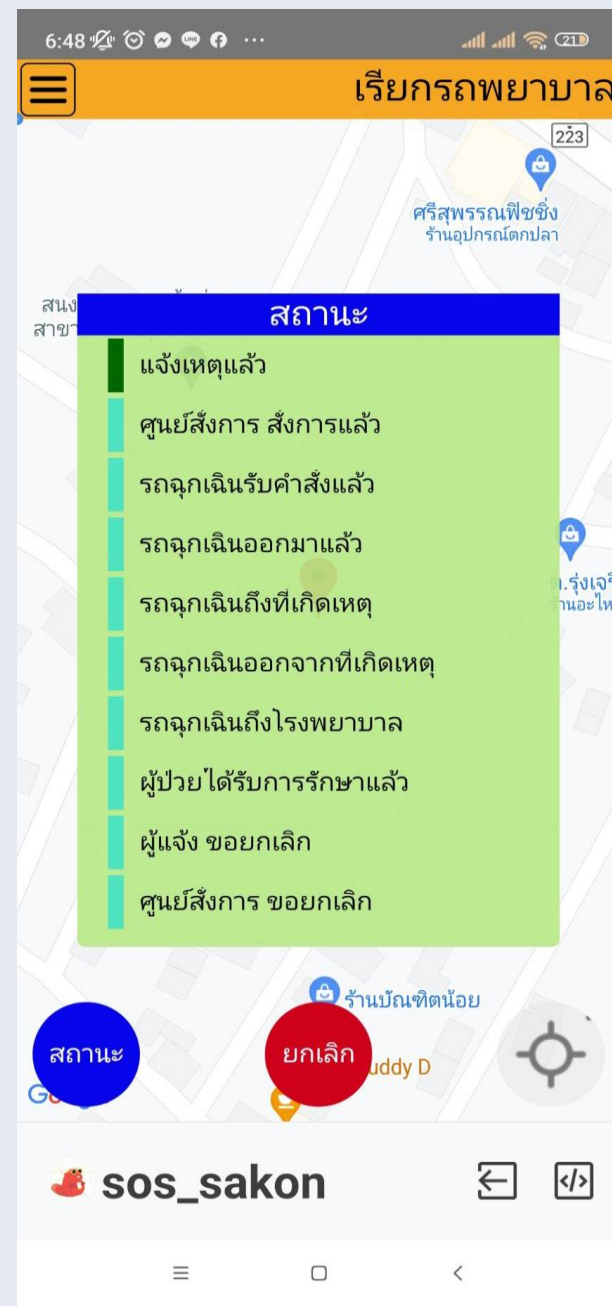 6:48
21
เรียกรถพยาบาล
223
ศรีสุพรรณฟิชชิ่ง
ร้านอุปกรณ์ตกปลา
สนง
สาขา
สถานะ
แจ้งเหตุแล้ว
ศูนย์สั่งการ สั่งการแล้ว
รถฉุกเฉินรับคำสั่งแล้ว
รถฉุกเฉินออกมาแล้ว
รถฉุกเฉินถึงที่เกิดเหตุ
รถฉุกเฉินออกจากที่เกิดเหตุ
รถฉุกเฉินถึงโรงพยาบาล
ผู้ป่วยได้รับการรักษาแล้ว
ผู้แจ้ง ขอยกเลิก
ศูนย์สั่งการ ขอยกเลิก
ร้านบัณฑิตน้อย
สถานะ
ยกเลิก
uddy D
sos_sakon